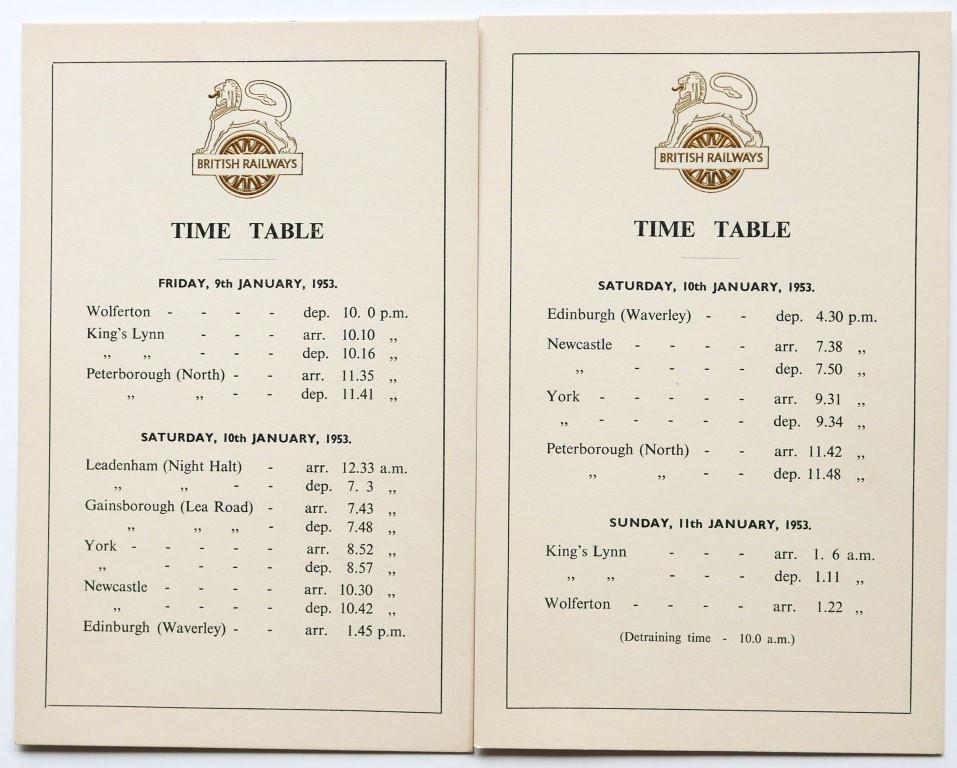 BRITISH RAILWAYS
TIME TABLE
FRIDAY, 9th JANUARY, 1953.
Wolferton - - - - dep. 10. 0 p.m.
King's Lynn - - - arr. 10.10 ,,
,, ,, - - - dep. 10.16 ,,
Peterborough (North) - - arr. 11.35 ,,
,, ,, - - dep. 11.41 ,,
SATURDAY, 10th JANUARY, 1953.
Leadenham (Night Halt) - arr. 12.33 a.m.
,, ,, - - dep. 7. 3 ,,
Gainsborough (Lea Road) - arr. 7.43 ,,
,, ,, ,, - dep. 7.48 ,,
York - - - - - arr. 8.52 ,,
,, - - - - dep. 8.57 ,,
Newcastle - - - - arr. 10.30 ,,
,, - - - - dep. 10.42 ,,
Edinburgh (Waverley) - - arr. 1.45 p.m.
BRITISH RAILWAYS
TIME TABLE
SATURDAY, 10th JANUARY, 1953.
Edinburgh (Waverley) - - dep. 4.30 p.m.
Newcastle - - - - arr. 7.38 ,,
,, - - - - dep. 7.50 ,,
York - - - - - arr. 9.31 ,,
,, - - - - - dep. 9.34 ,,
Peterborough (North) - - arr. 11.42 ,,
,, ,, - - dep. 11.48 ,,
SUNDAY, 11th JANUARY, 1953.
King's Lynn - - - arr. 1. 6 a.m.
,, ,, - - - dep. 1.11 ,,
Wolferton - - - - arr. 1.22 ,,
(Detraining time - 10.0 a.m.)